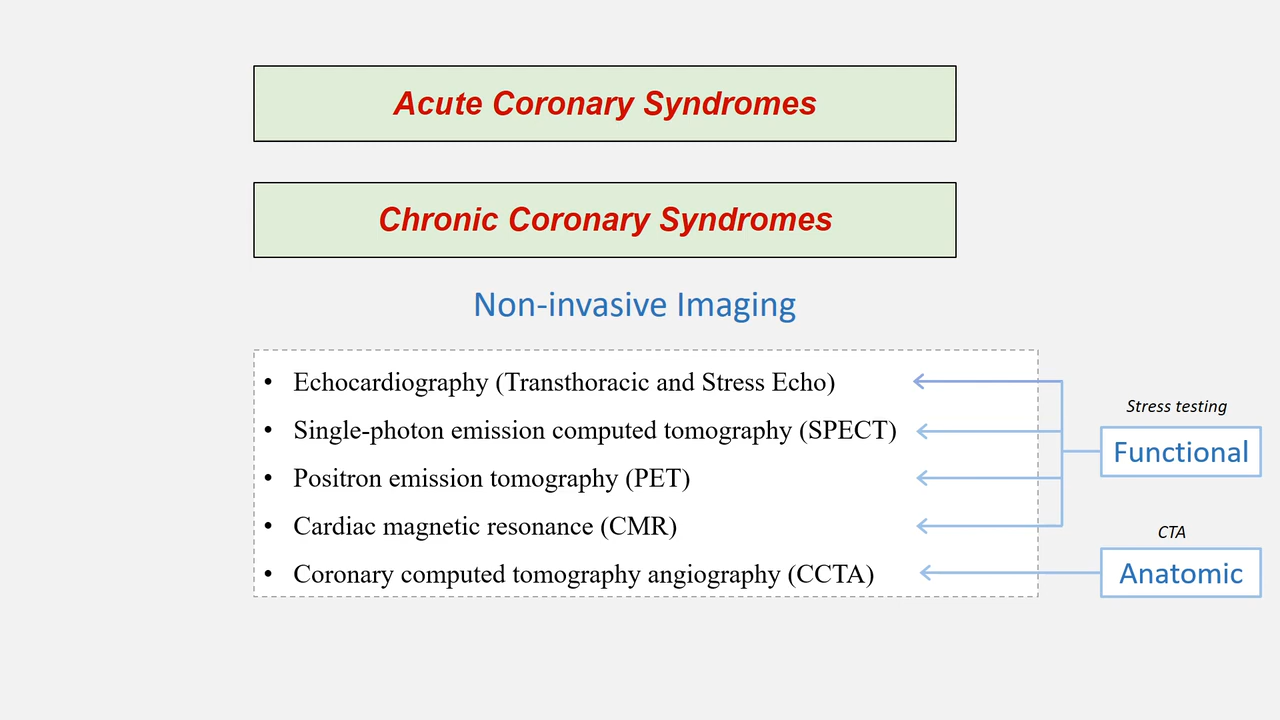 Acute Coronary Syndromes
Chronic Coronary Syndromes
Non-invasive Imaging
• Echocardiography (Transthoracic and Stress Echo)
• Single-photon emission computed tomography (SPECT)
• Positron emission tomography (PET)
• Cardiac magnetic resonance (CMR)
• Coronary computed tomography angiography (CCTA)
Stress testing
Functional
CTA
Anatomic